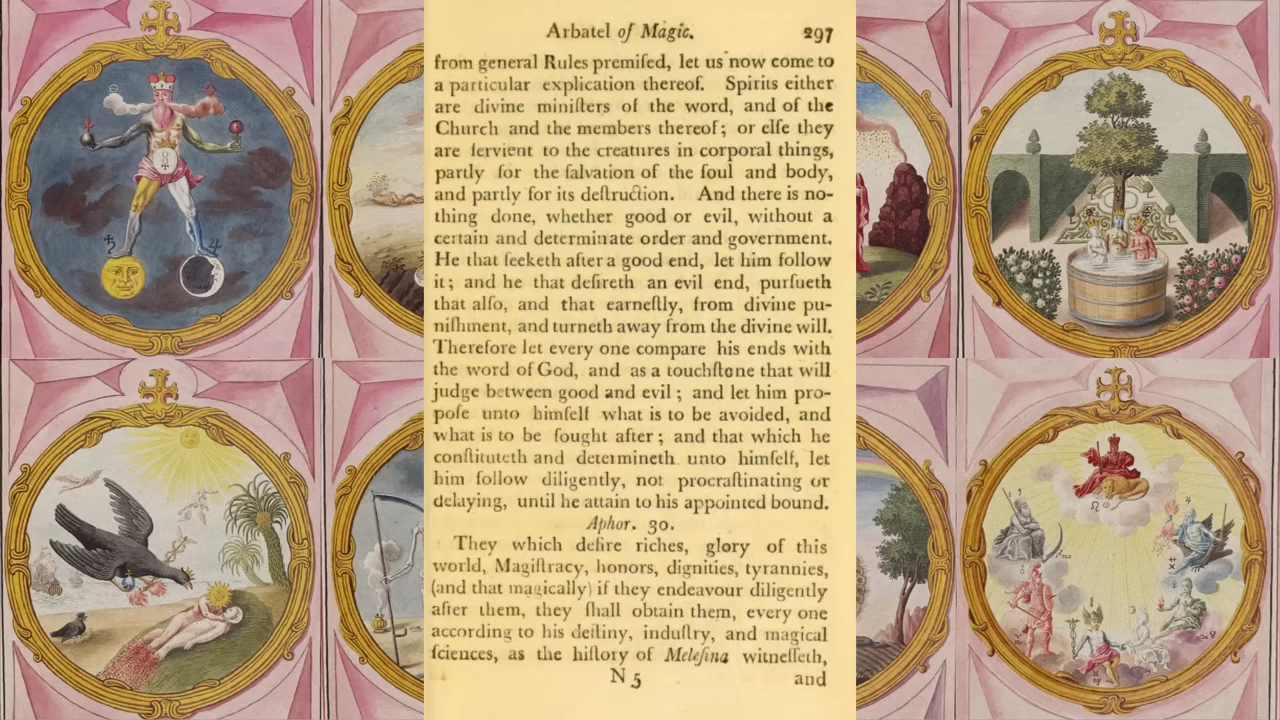 Arbatel of Magic. 297
from general Rules premiſed, let us now come to
a particular explication thereof. Spirits either
are divine miniſters of the word, and of the
Church and the members thereof; or elſe they
are ſervient to the creatures in corporal things,
partly for the ſalvation of the ſoul and body,
and partly for its deſtruction. And there is no-
thing done, whether good or evil, without a
certain and determinate order and government.
He that ſeeketh after a good end, let him follow
it; and he that deſireth an evil end, purſueth
that alſo, and that earneſtly, from divine pu-
niſhment, and turneth away from the divine will.
Therefore let every one compare his ends with
the word of God, and as a touchſtone that will
judge between good and evil; and let him pro-
poſe unto himſelf what is to be avoided, and
what is to be ſought after; and that which he
conſtituteth and determineth unto himſelf, let
him follow diligently, not procraſtinating or
delaying, until he attain to his appointed bound.
Aphor. 30.
They which deſire riches, glory of this
world, Magiſtracy, honors, dignities, tyrannies,
(and that magically) if they endeavour diligently
after them, they ſhall obtain them, every one
according to his deſtiny, induſtry, and magical
ſciences, as the hiſtory of Meleſina witneſſeth,
N 5 and